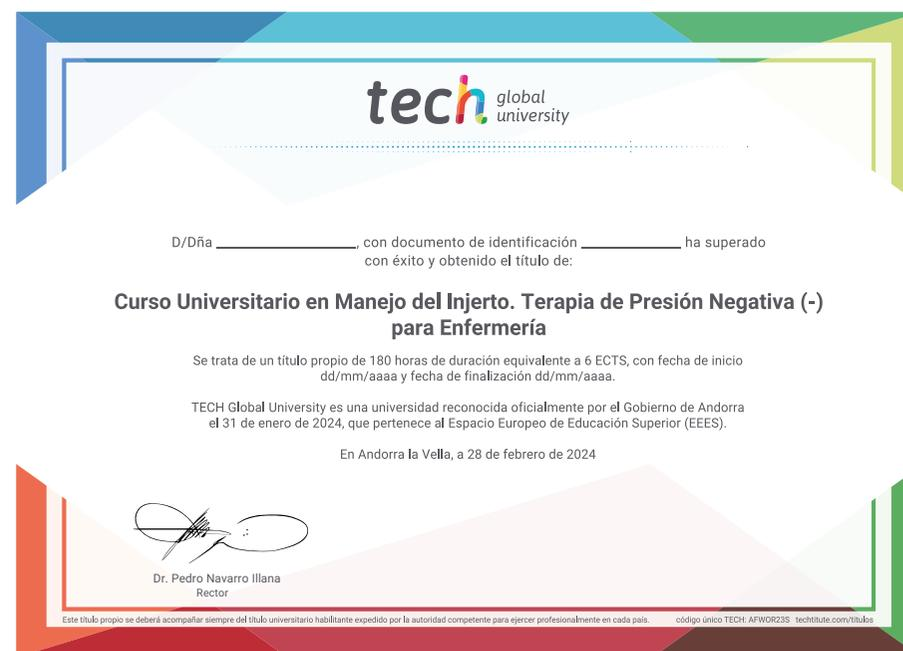 tech global
university
D/Dña ______________, con documento de identificación __________ ha superado
con éxito y obtenido el título de:
Curso Universitario en Manejo del Injerto. Terapia de Presión Negativa (-)
para Enfermería
Se trata de un título propio de 180 horas de duración equivalente a 6 ECTS, con fecha de inicio
dd/mm/aaaa y fecha de finalización dd/mm/aaaa.
TECH Global University es una universidad reconocida oficialmente por el Gobierno de Andorra
el 31 de enero de 2024, que pertenece al Espacio Europeo de Educación Superior (EEES).
En Andorra la Vella, a 28 de febrero de 2024
Dr. Pedro Navarro Illana
Rector
Este título propio se deberá acompañar siempre del título universitario habilitante expedido por la autoridad competente para ejercer profesionalmente en cada país. código único TECH: AFWOR23S techtitute.com/titulos